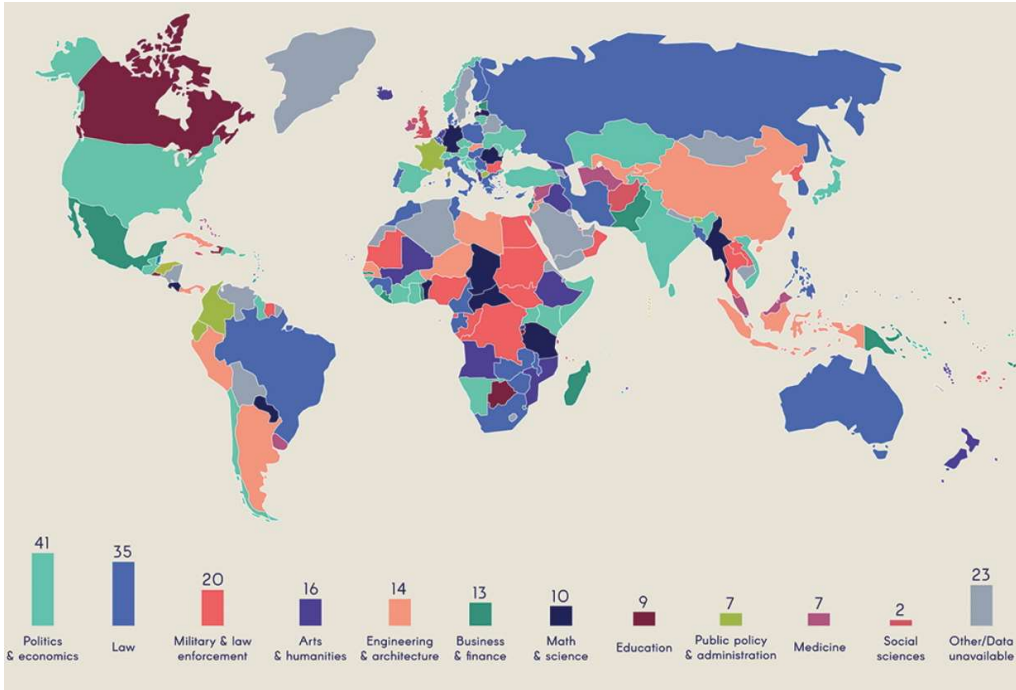 41
Politics
& economics
35
Law
20
Military & law
enforcement
16
Arts
& humanities
14
Engineering
& architecture
13
Business
& finance
10
Math
& science
9
Education
7
Public policy
& administration
7
Medicine
2
Social
sciences
23
Other/Data
unavailable